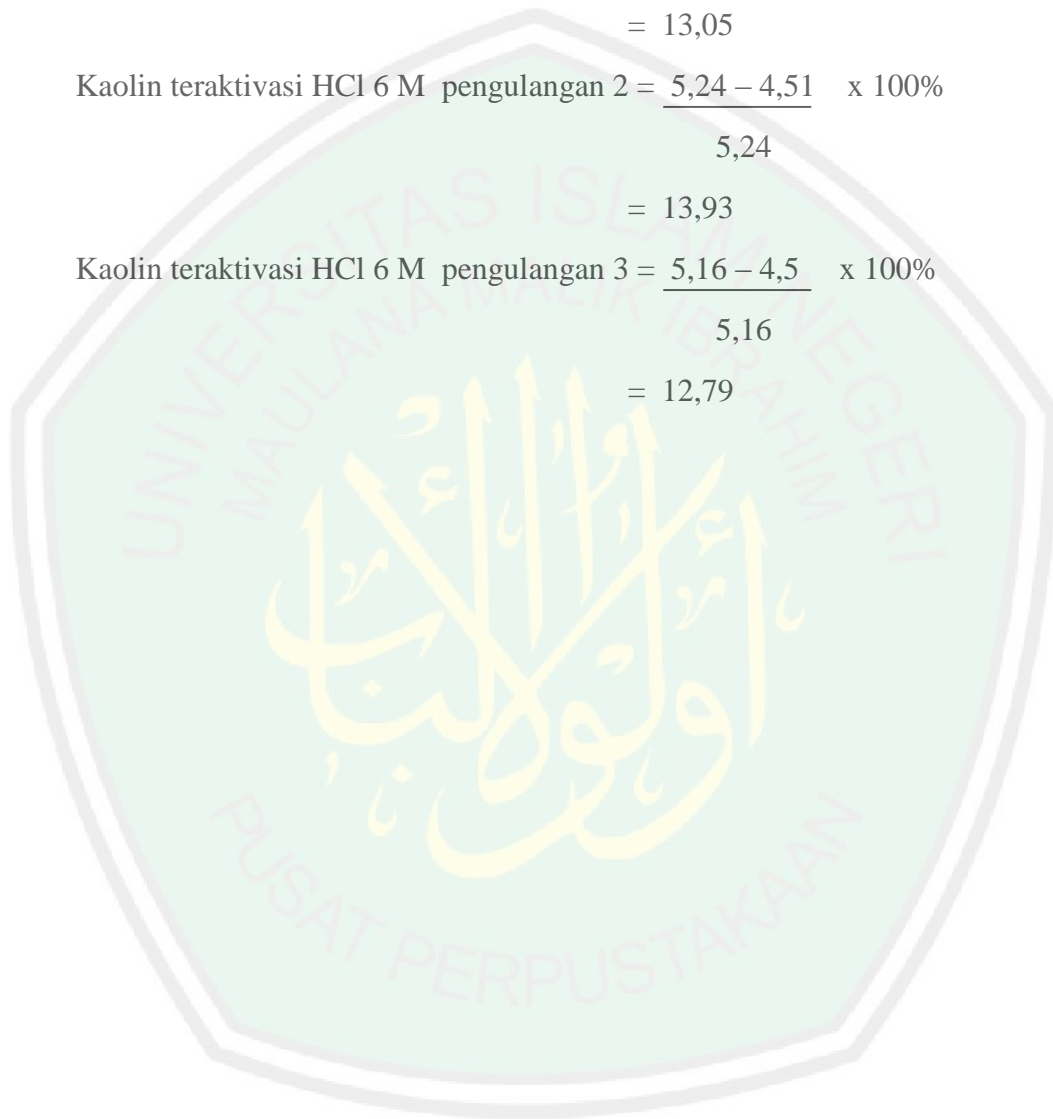 = 13,05
Kaolin teraktivasi HCl 6 M pengulangan 2 = 5,24 – 4,51 x 100%
5,24
= 13,93
Kaolin teraktivasi HCl 6 M pengulangan 3 = 5,16 – 4,5 x 100%
5,16
= 12,79
UNIVERSITAS ISLAM NEGERI
MAULANA MALIK IBRAHIM
أولوا الألباب
PUSAT PERPUSTAKAAN